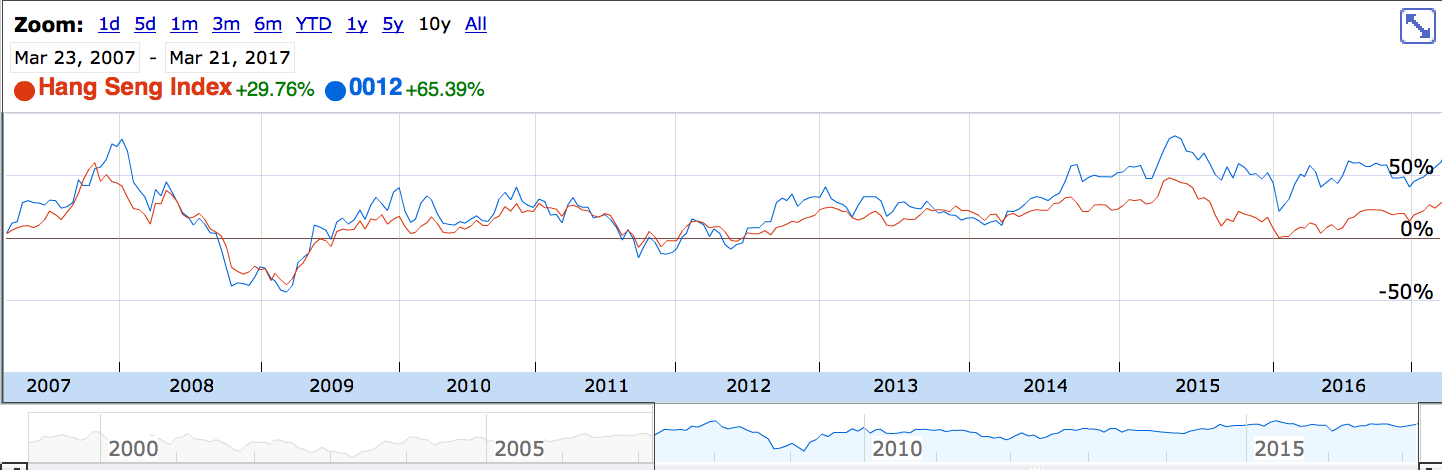 Zoom: 1d 5d 1m 3m 6m YTD 1y 5y 10y All
Mar 23, 2007 - Mar 21, 2017
Hang Seng Index +29.76% 0012 +65.39%
50%
0%
-50%
2007 2008 2009 2010 2011 2012 2013 2014 2015 2016
2000 2005 2010 2015